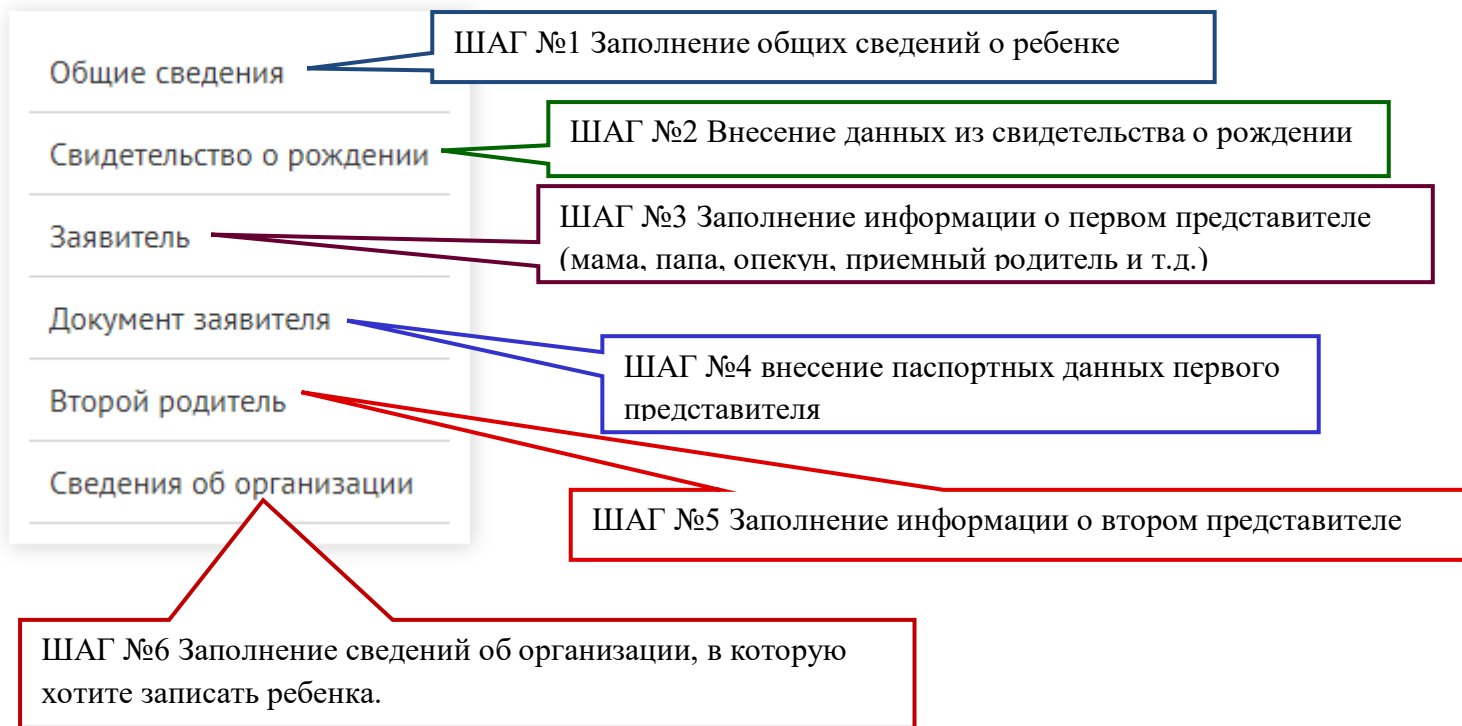 Общие сведения
ШАГ №1 Заполнение общих сведений о ребенке
Свидетельство о рождении
ШАГ №2 Внесение данных из свидетельства о рождении
Заявитель
ШАГ №3 Заполнение информации о первом представителе
(мама, папа, опекун, приемный родитель и т.д.)
Документ заявителя
ШАГ №4 внесение паспортных данных первого
представителя
Второй родитель
ШАГ №5 Заполнение информации о втором представителе
Сведения об организации
ШАГ №6 Заполнение сведений об организации, в которую
хотите записать ребенка.